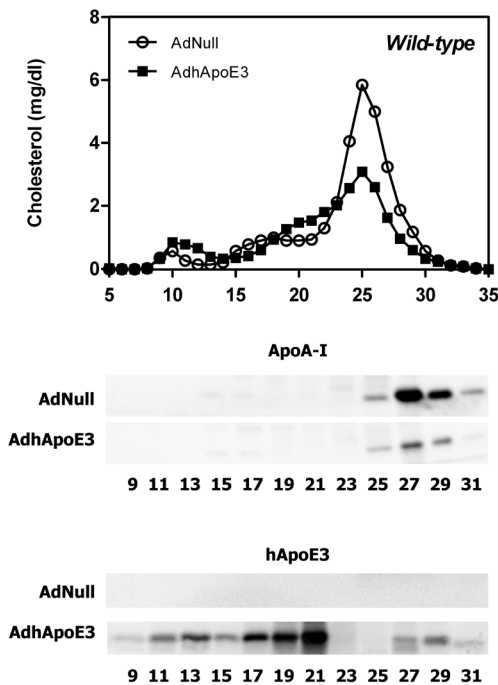 8
AdNull
Wild-type
AdhApoE3
6
4
2
0
Cholesterol (mg/dl)
5 10 15 20 25 30 35
ApoA-I
AdNull
AdhApoE3
9 11 13 15 17 19 21 23 25 27 29 31
hApoE3
AdNull
AdhApoE3
9 11 13 15 17 19 21 23 25 27 29 31